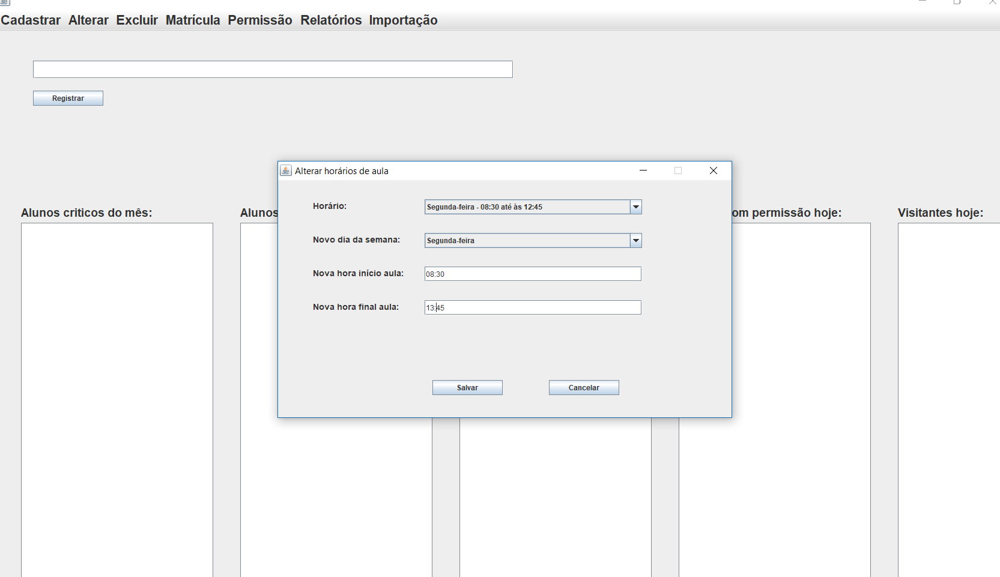 Cadastrar Alterar Excluir Matrícula Permissão Relatórios Importação
Registrar
Alterar horários de aula
Horário: Segunda-feira - 08:30 até às 12:45
Novo dia da semana: Segunda-feira
Nova hora início aula: 08:30
Nova hora final aula: 13:45
Salvar Cancelar
Alunos criticos do mês: Alunos om permissão hoje: Visitantes hoje: